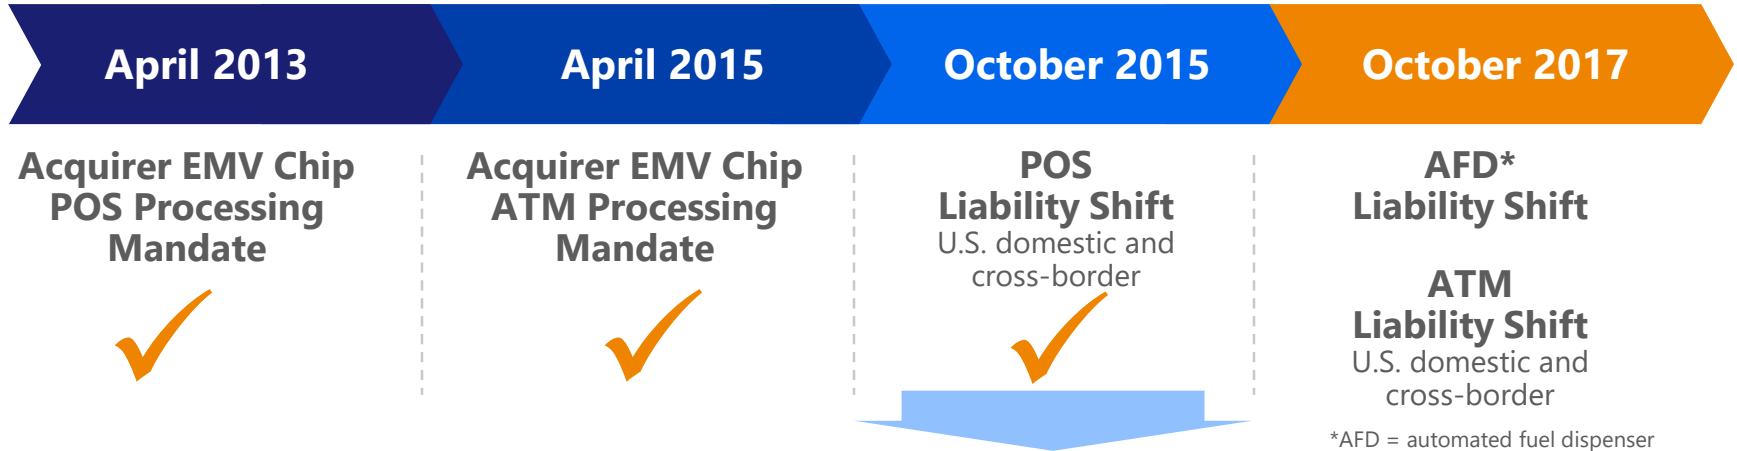 April 2013
April 2015
October 2015
October 2017
Acquirer EMV Chip
POS Processing
Mandate
Acquirer EMV Chip
ATM Processing
Mandate
POS
Liability Shift
U.S. domestic and
cross-border
AFD*
Liability Shift
ATM
Liability Shift
U.S. domestic and
cross-border
*AFD = automated fuel dispenser